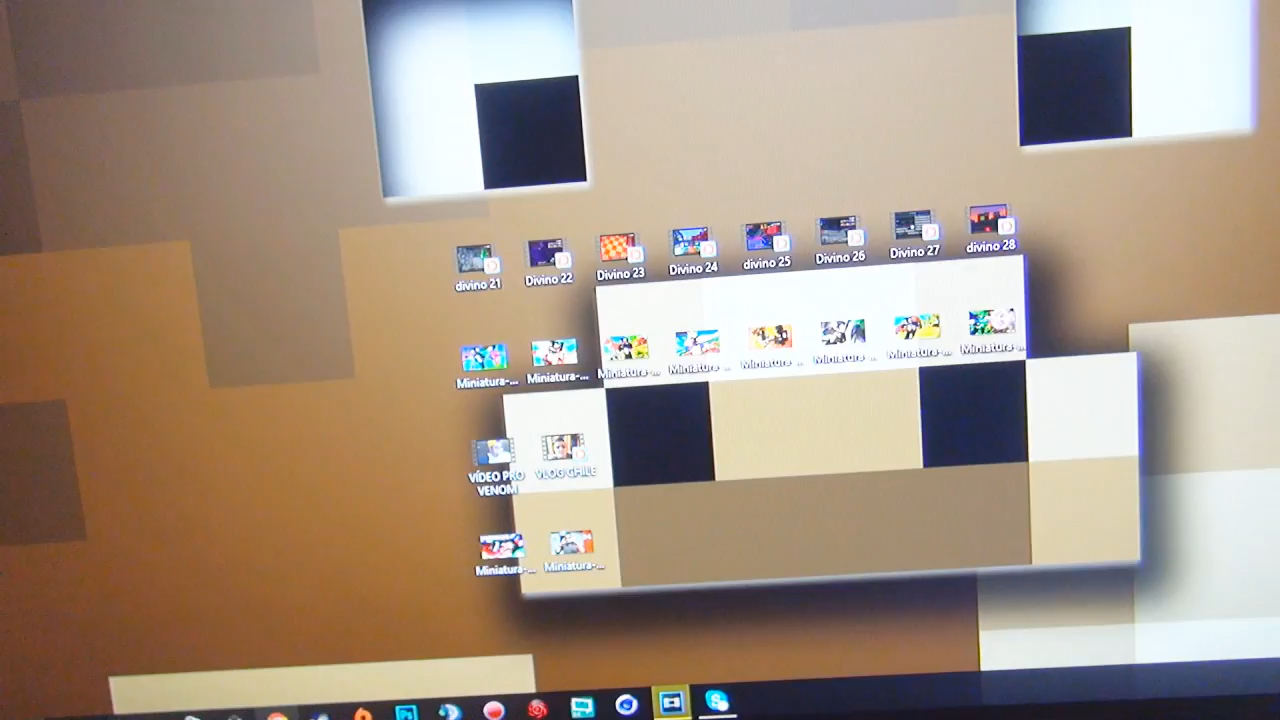 divino 21
Divino 22
Divino 23
Divino 24
divino 25
Divino 26
Divino 27
divino 28
Miniatura-...
Miniatura-...
Miniatura-...
Miniatura-...
Miniatura-...
Miniatura-...
Miniatura-...
Miniatura-...
VÍDEO PRO
VENOM
VLOG CHILE
Miniatura-...
Miniatura-...
Ps